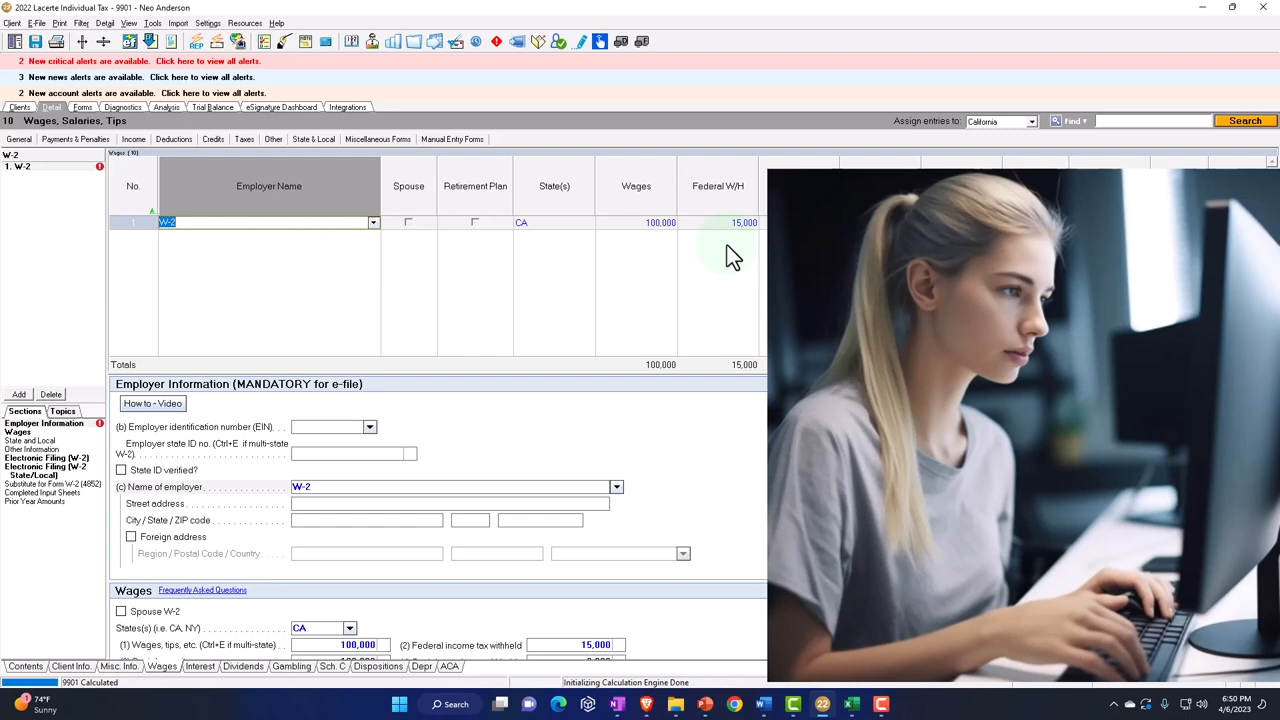 2022 Lacerte Individual Tax - 9901 - Neo Anderson
Client E-File Print Filter Detail View Tools Import Settings Resources Help
2 New critical alerts are available. Click here to view all alerts.
3 New news alerts are available. Click here to view all alerts.
2 New account alerts are available. Click here to view all alerts.
Clients Detail Forms Diagnostics Analysis Trial Balance eSignature Dashboard Integrations
10 Wages, Salaries, Tips Assign entries to: California Find Search
General Payments & Penalties Income Deductions Credits Taxes Other State & Local Miscellaneous Forms Manual Entry Forms
W-2
1. W-2
Wages. (10)
No. Employer Name Spouse Retirement Plan State(s) Wages Federal W/H
1 W-2 CA 100,000 15,000
Totals 100,000 15,000
Add Delete
Sections Topics
Employer Information
Wages
State and Local
Other Information
Electronic Filing (W-2)
Electronic Filing (W-2
State/Local)
Substitute for Form W-2 (4852)
Completed Input Sheets
Prior Year Amounts
Employer Information (MANDATORY for e-file)
How to - Video
(b) Employer identification number (EIN). . .
Employer state ID no. (Ctrl+E if multi-state
W-2). . . . . . . . . . . . . . . . . . . . . . . . . . .
State ID verified?
(c) Name of employer. . . . . . . . . . . . . . . W-2
Street address . . . . . . . . . . . . . . . . . .
City / State / ZIP code . . . . . . . . . . . . .
Foreign address
Region / Postal Code / Country. . . . .
Wages Frequently Asked Questions
Spouse W-2
States(s) (i.e. CA, NY) . . . . . . . . . . . . . . CA
(1) Wages, tips, etc. (Ctrl+E if multi-state) . . 100,000 (2) Federal income tax withheld 15,000
Contents Client Info. Misc. Info. Wages Interest Dividends Gambling Sch. C Dispositions Depr ACA
9901 Calculated Initializing Calculation Engine Done
74°F
Sunny
Search
22
6:50 PM
4/6/2023